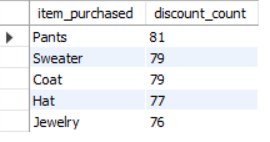 item_purchased discount_count
Pants 81
Sweater 79
Coat 79
Hat 77
Jewelry 76